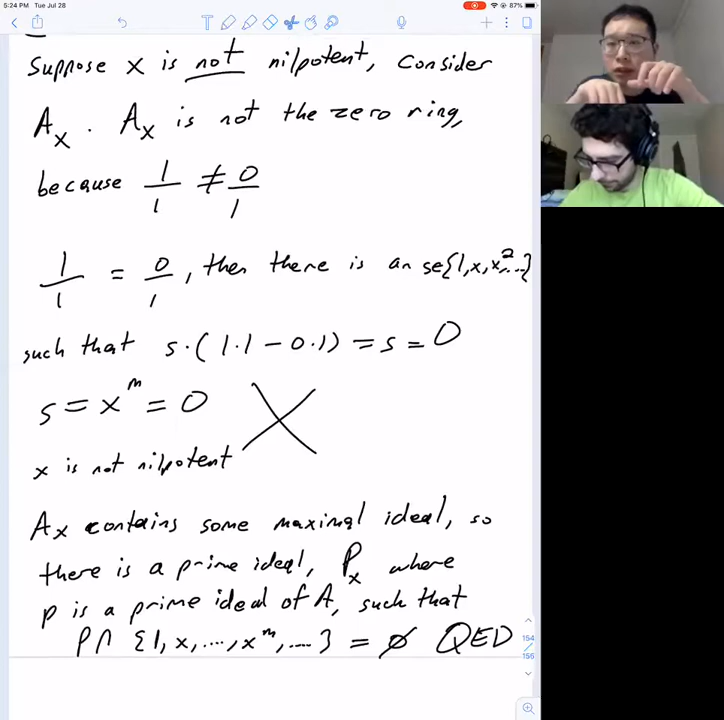 5:24 PM Tue Jul 28
87%
Suppose x is not nilpotent, consider
Aₓ. Aₓ is not the zero ring,
because 1/1 ≠ 0/1
1/1 = 0/1, then there is an s∈{1,x,x²,...}
such that s·(1·1 - 0·1) = s = 0
s = xᵐ = 0
x is not nilpotent
Aₓ contains some maximal ideal, so
there is a prime ideal, Pₓ where
p is a prime ideal of A, such that
P∩ {1, x, ..., xᵐ, ...} = ∅ QED
154 / 156